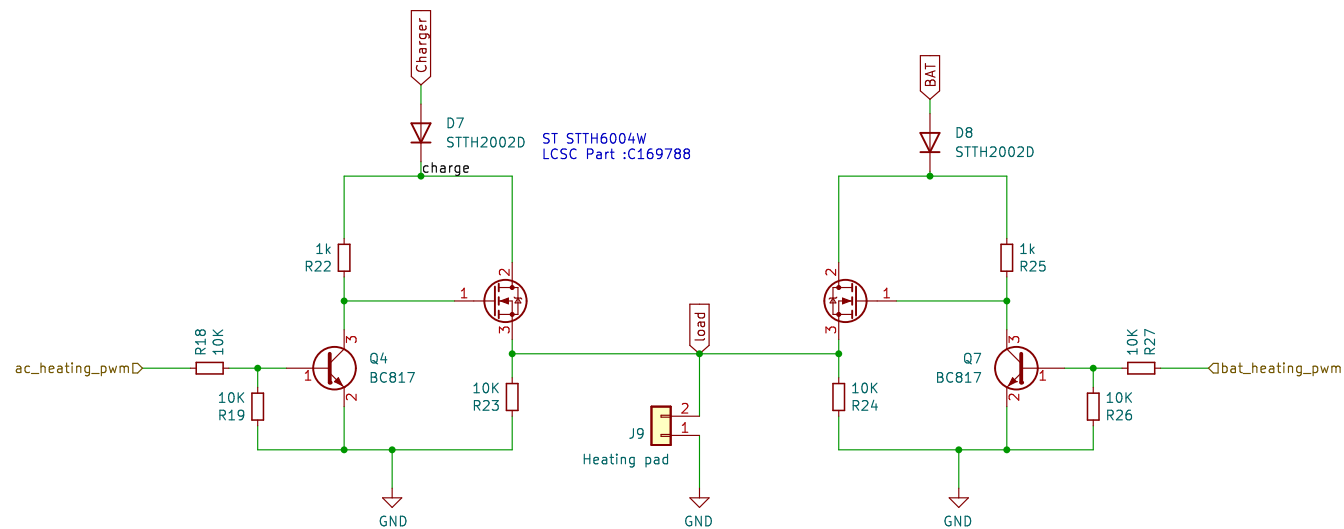 Charger
BAT
D7
STTH2002D
ST STTH6004W
LCSC Part :C169788
D8
STTH2002D
charge
1k
R22
2
1
3
2
1
3
1k
R25
load
R18
10K
ac_heating_pwm
3
1
2
Q4
BC817
10K
R19
10K
R23
J9
2
1
Heating pad
10K
R24
Q7
BC817
3
1
2
10K
R27
bat_heating_pwm
10K
R26
GND
GND
GND